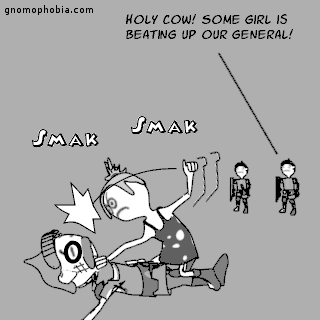 gnomophobia.com
HOLY COW! SOME GIRL IS
BEATING UP OUR GENERAL!
SMAK
SMAK